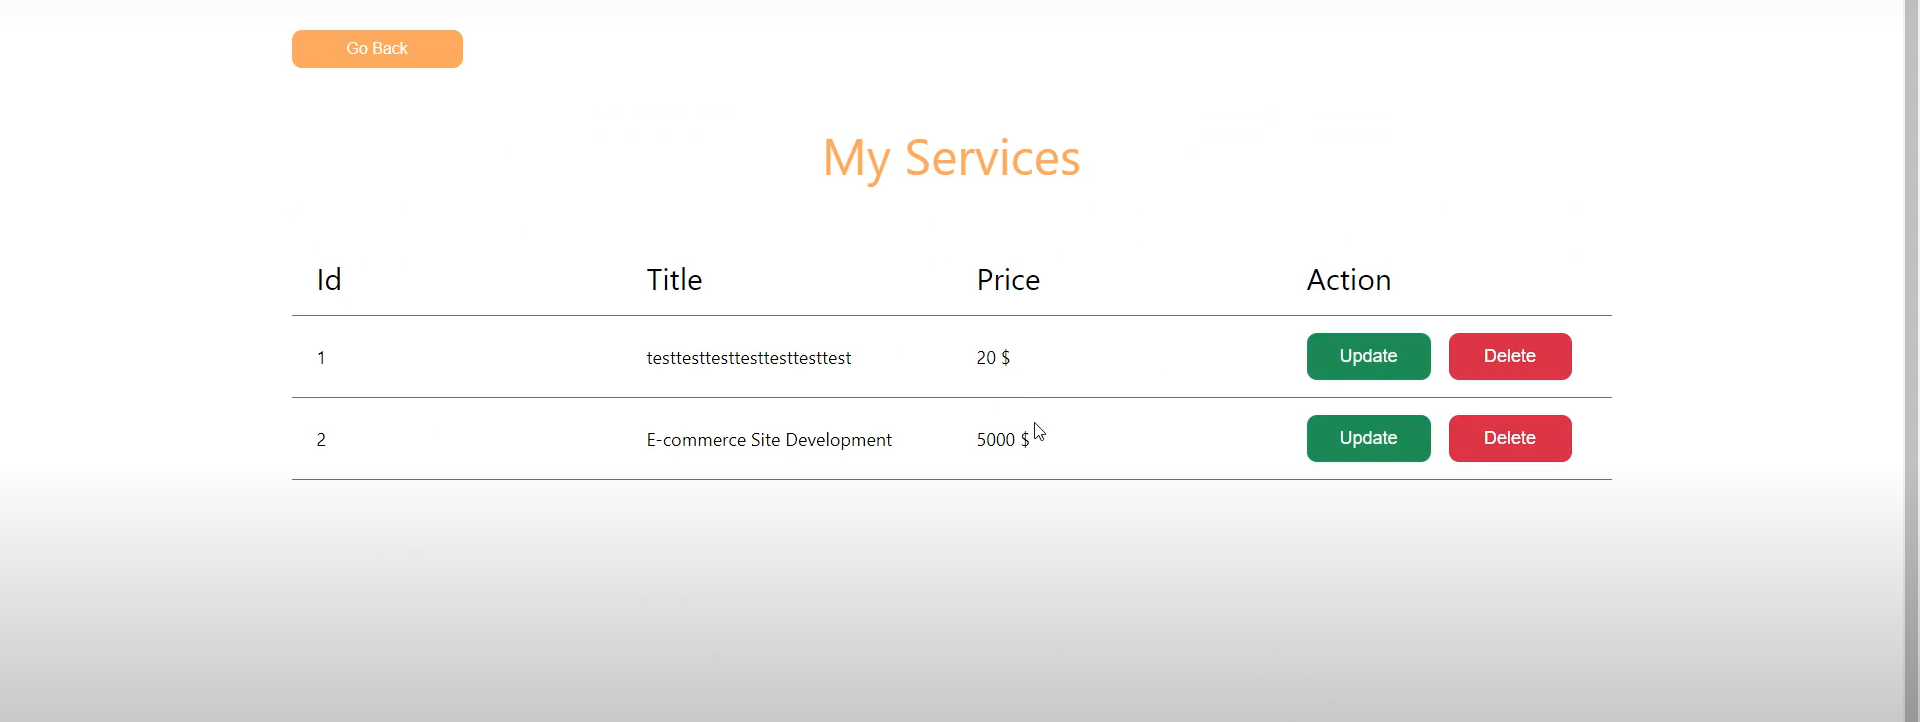 Go Back
My Services
Id Title Price Action
1 testtesttesttesttesttesttest 20 $ Update Delete
2 E-commerce Site Development 5000 $ Update Delete